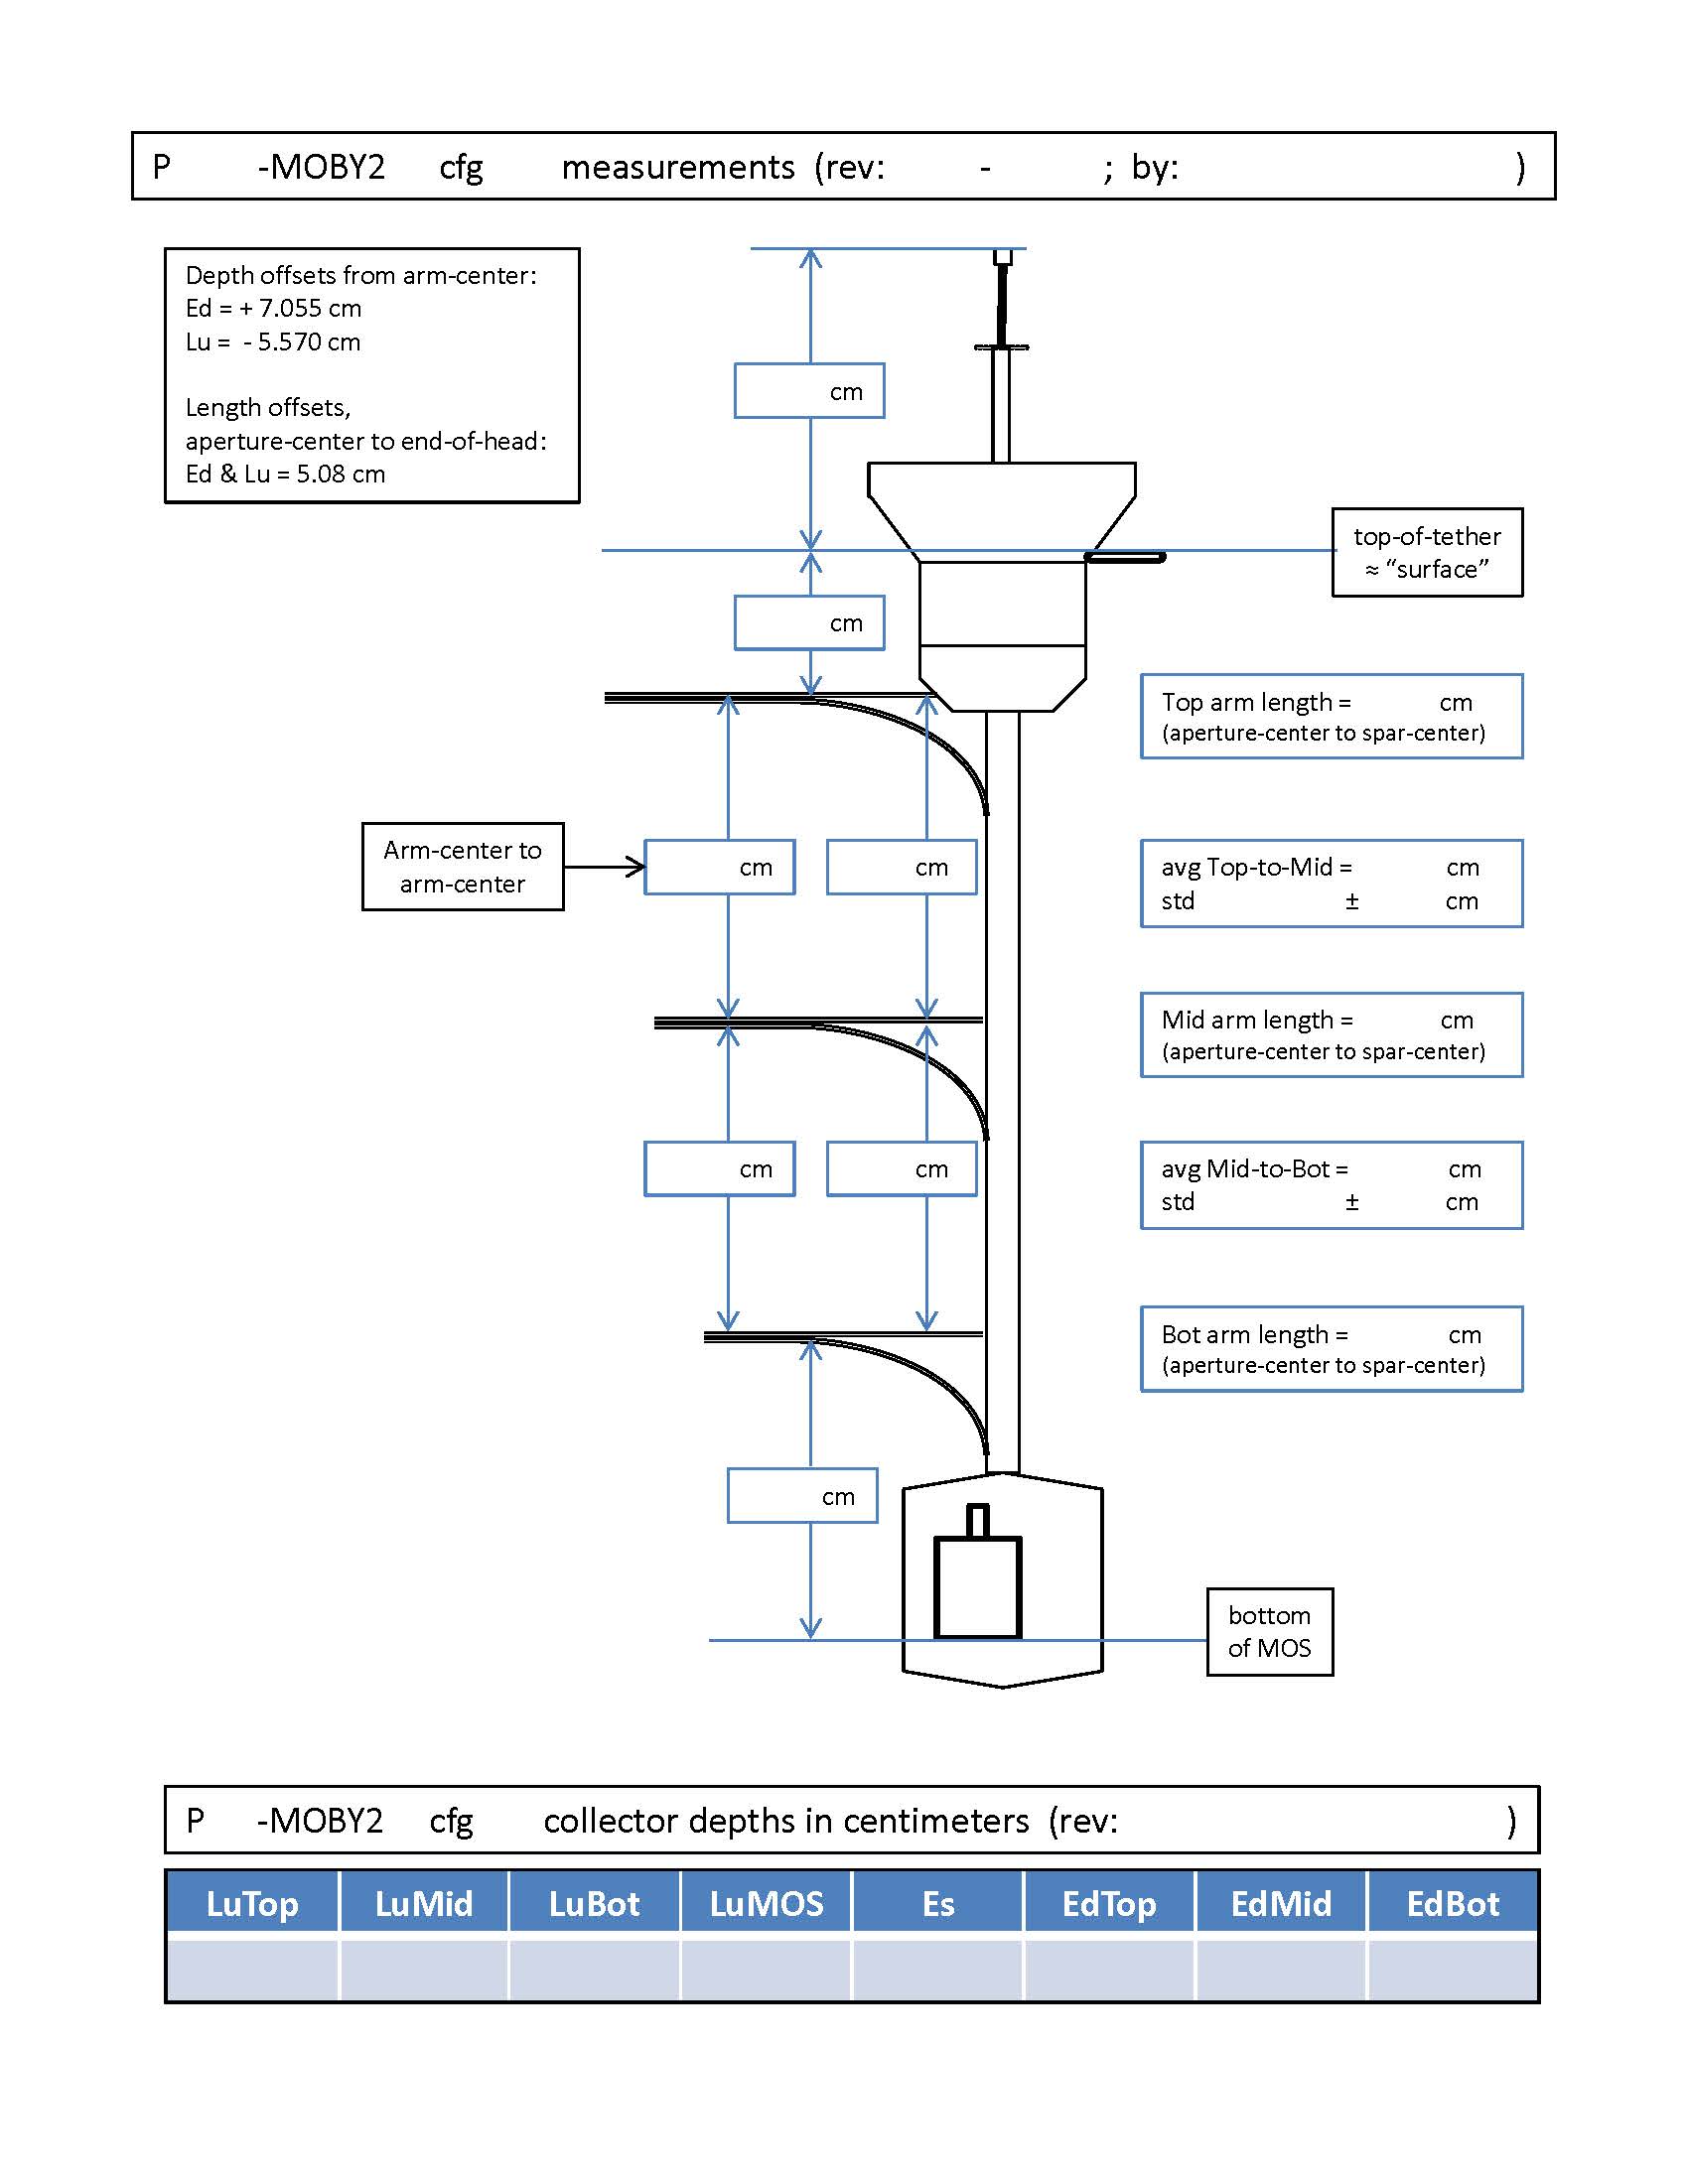 P -MOBY2 cfg measurements (rev: - ; by: )
Depth offsets from arm-center:
Ed = + 7.055 cm
Lu = - 5.570 cm
Length offsets,
aperture-center to end-of-head:
Ed & Lu = 5.08 cm
cm
top-of-tether
≈ “surface”
cm
Top arm length = cm
(aperture-center to spar-center)
Arm-center to
arm-center
cm
cm
avg Top-to-Mid = cm
std ± cm
Mid arm length = cm
(aperture-center to spar-center)
cm
cm
avg Mid-to-Bot = cm
std ± cm
Bot arm length = cm
(aperture-center to spar-center)
cm
bottom
of MOS
P -MOBY2 cfg collector depths in centimeters (rev: )
LuTop LuMid LuBot LuMOS Es EdTop EdMid EdBot